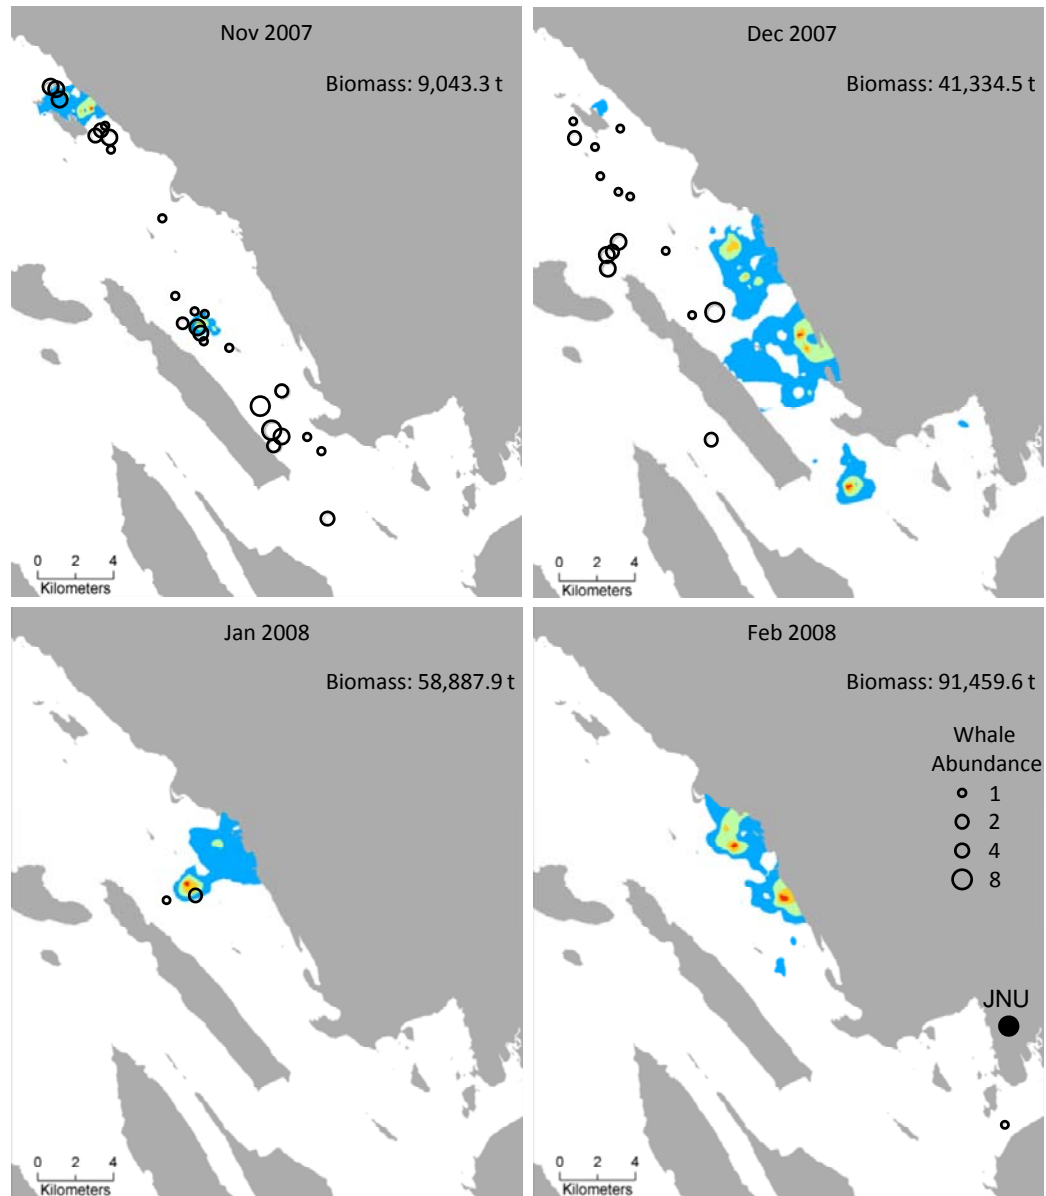 Nov 2007
Biomass: 9,043.3 t
0 2 4
Kilometers
Dec 2007
Biomass: 41,334.5 t
0 2 4
Kilometers
Jan 2008
Biomass: 58,887.9 t
0 2 4
Kilometers
Feb 2008
Biomass: 91,459.6 t
Whale
Abundance
1
2
4
8
JNU
0 2 4
Kilometers